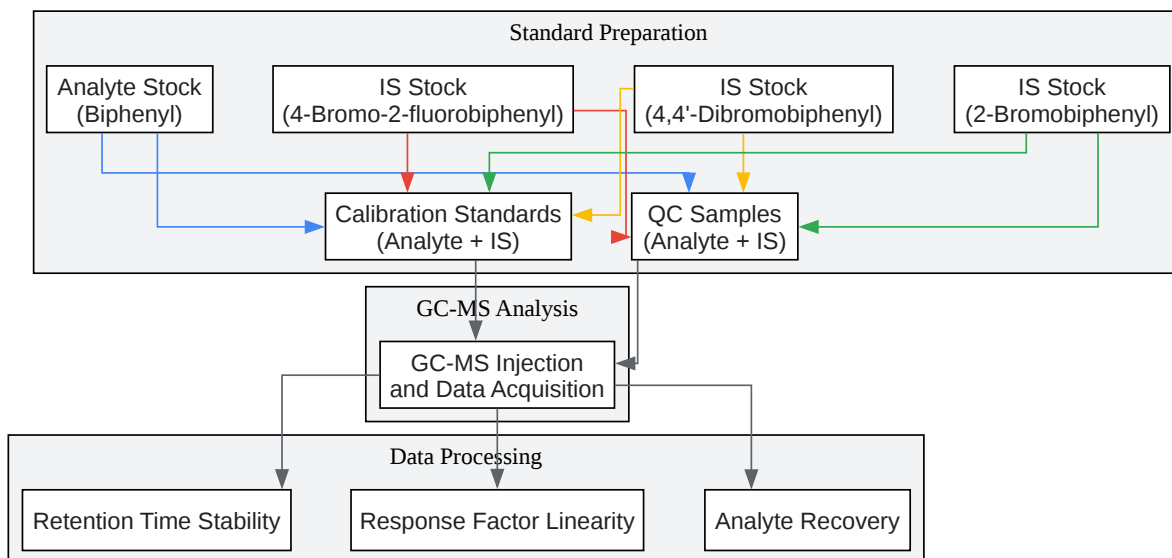 Standard Preparation
Analyte Stock
(Biphenyl)
IS Stock
(4-Bromo-2-fluorobiphenyl)
IS Stock
(4,4'-Dibromobiphenyl)
IS Stock
(2-Bromobiphenyl)
Calibration Standards
(Analyte + IS)
QC Samples
(Analyte + IS)
GC-MS Analysis
GC-MS Injection
and Data Acquisition
Data Processing
Retention Time Stability
Response Factor Linearity
Analyte Recovery